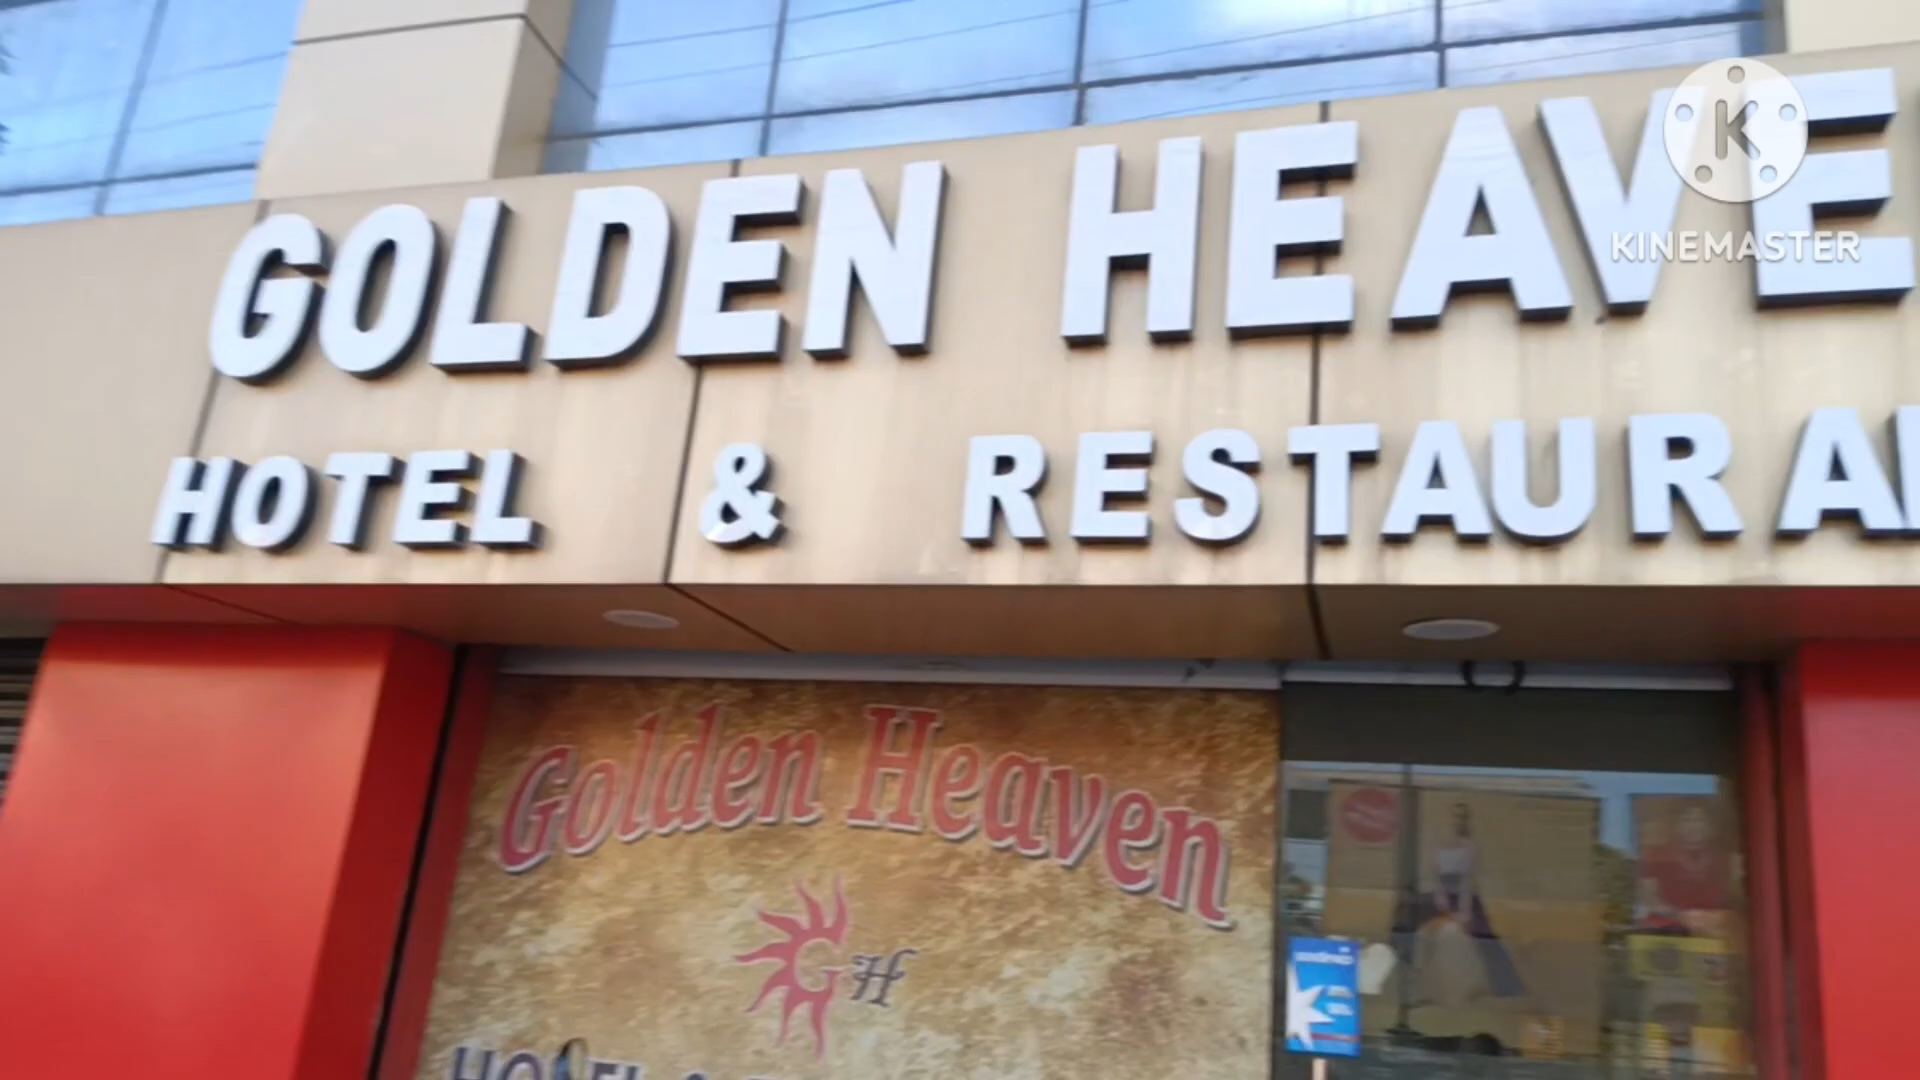 GOLDEN HEAVE
HOTEL & RESTAURA
K
KINEMASTER
Golden Heaven
GH